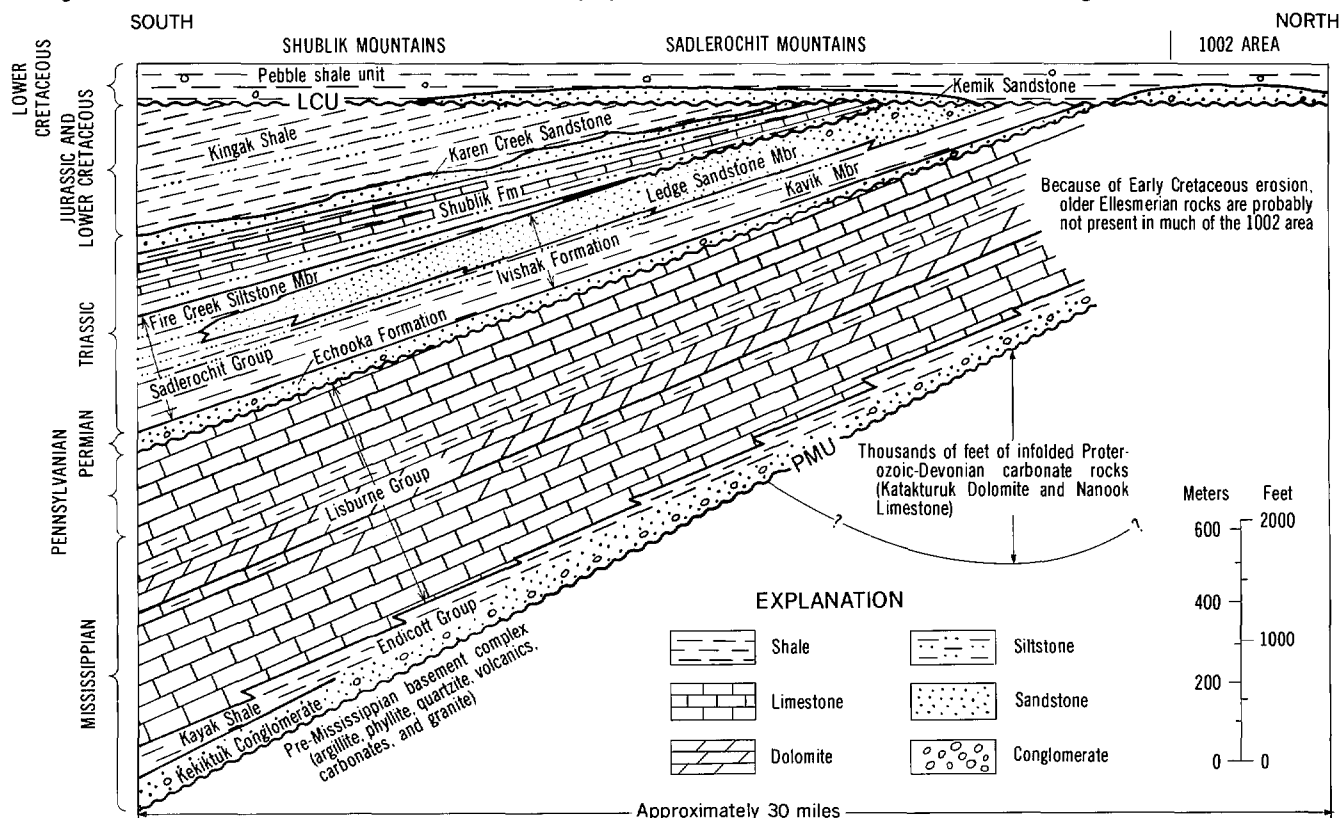 SOUTH
NORTH
SHUBLIK MOUNTAINS
SADLEROCHIT MOUNTAINS
1002 AREA
LOWER
CRETACEOUS
JURASSIC AND
LOWER CRETACEOUS
TRIASSIC
PERMIAN
PENNSYLVANIAN
MISSISSIPPIAN
Pebble shale unit
LCU
Kemik Sandstone
Kingak Shale
Karen Creek Sandstone
Shublik Fm
Ledge Sandstone Mbr
Kavik Mbr
Fire Creek Siltstone Mbr
Ivishak Formation
Sadlerochit Group
Echooka Formation
Because of Early Cretaceous erosion,
older Ellesmerian rocks are probably
not present in much of the 1002 area
Lisburne Group
PMU
Thousands of feet of infolded Proter-
ozoic-Devonian carbonate rocks
(Katakturuk Dolomite and Nanook
Limestone)
?
?
Endicott Group
Kayak Shale
Kekiktuk Conglomerate
Pre-Mississippian basement complex
(argillite, phyllite, quartzite, volcanics,
carbonates, and granite)
Meters Feet
600 2000
400
1000
200
0 0
EXPLANATION
Shale
Siltstone
Limestone
Sandstone
Dolomite
Conglomerate
Approximately 30 miles